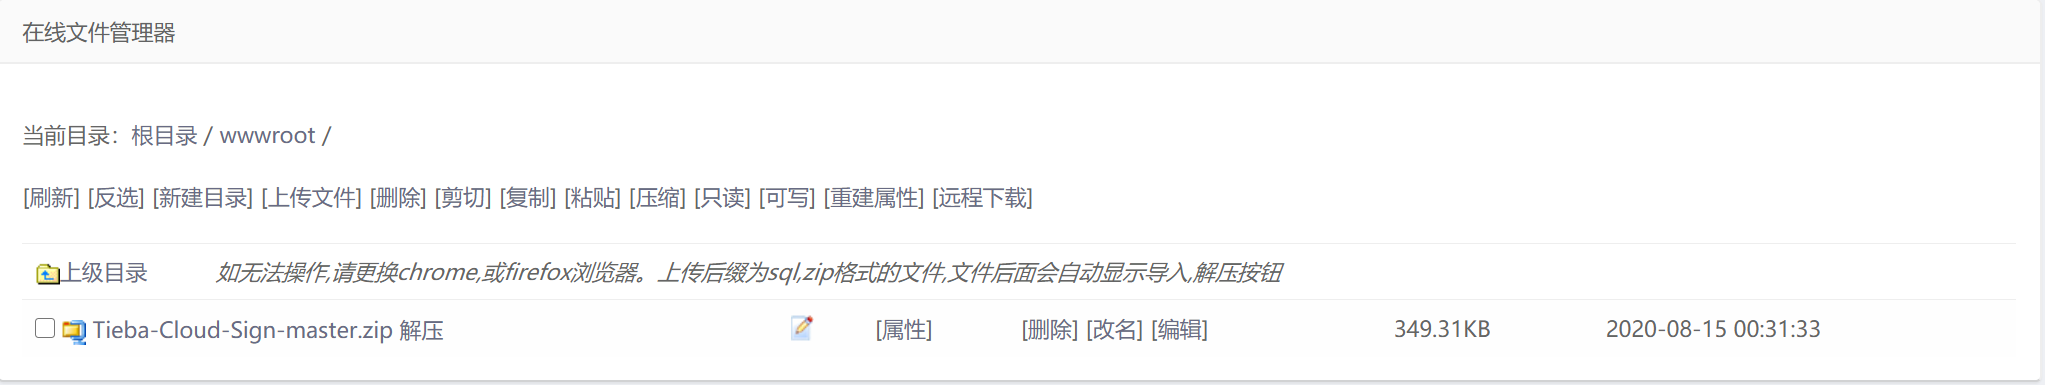 在线文件管理器
当前目录：根目录 / wwwroot /
[刷新] [反选] [新建目录] [上传文件] [删除] [剪切] [复制] [粘贴] [压缩] [只读] [可写] [重建属性] [远程下载]
上级目录 如无法操作,请更换chrome,或firefox浏览器。上传后缀为sql,zip格式的文件,文件后面会自动显示导入,解压按钮
Tieba-Cloud-Sign-master.zip 解压 [属性] [删除] [改名] [编辑] 349.31KB 2020-08-15 00:31:33